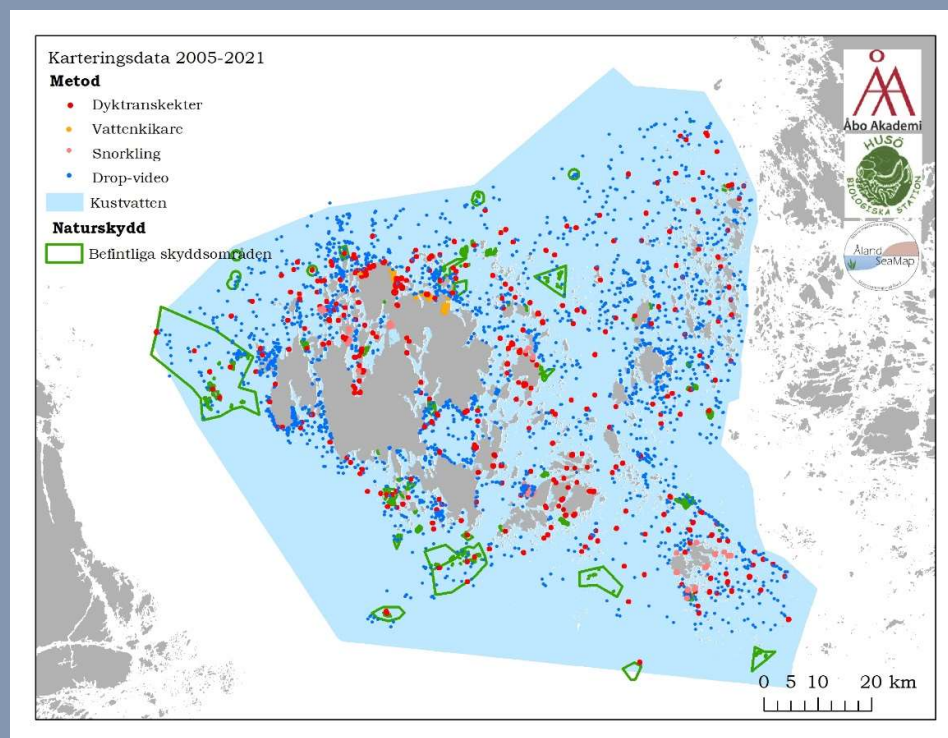 Karteringsdata 2005-2021
Metod
Dyktranskekter
Vattenkikare
Snorkling
Drop-video
Kustvatten
Naturskydd
Befintliga skyddsområden
Åbo Akademi
HUSÖ
BIOLOGISKA STATION
Åland
SeaMap
0 5 10 20 km